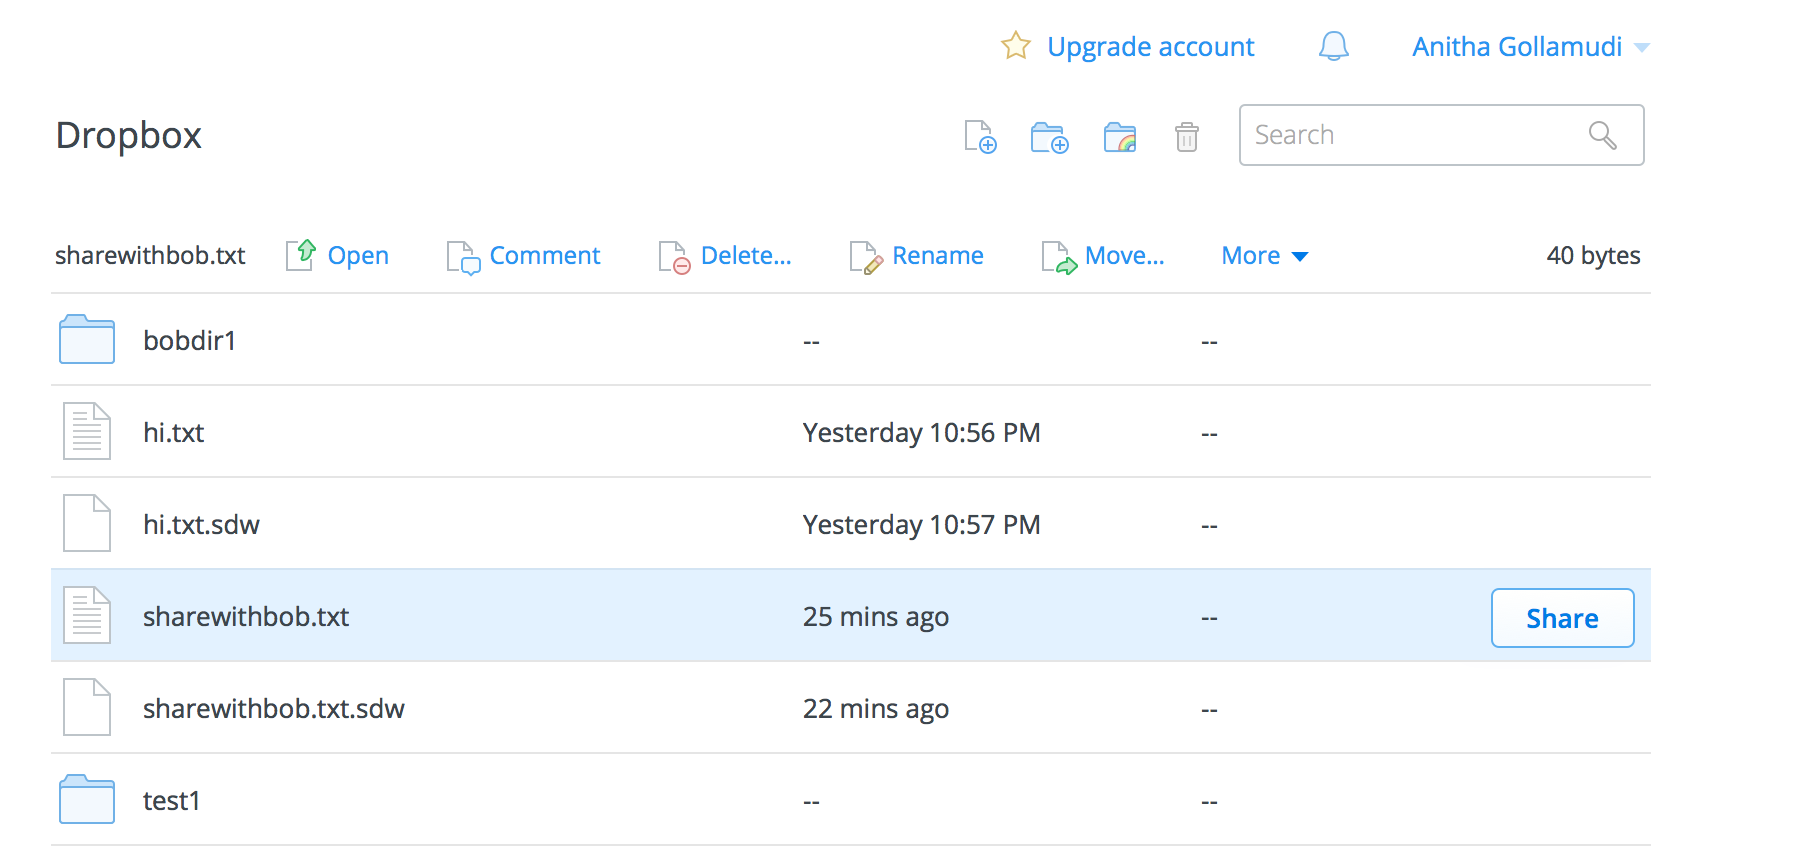 Upgrade account Anitha Gollamudi
Dropbox Search
sharewithbob.txt Open Comment Delete... Rename Move... More 40 bytes
bobdir1 -- --
hi.txt Yesterday 10:56 PM --
hi.txt.sdw Yesterday 10:57 PM --
sharewithbob.txt 25 mins ago -- Share
sharewithbob.txt.sdw 22 mins ago --
test1 -- --